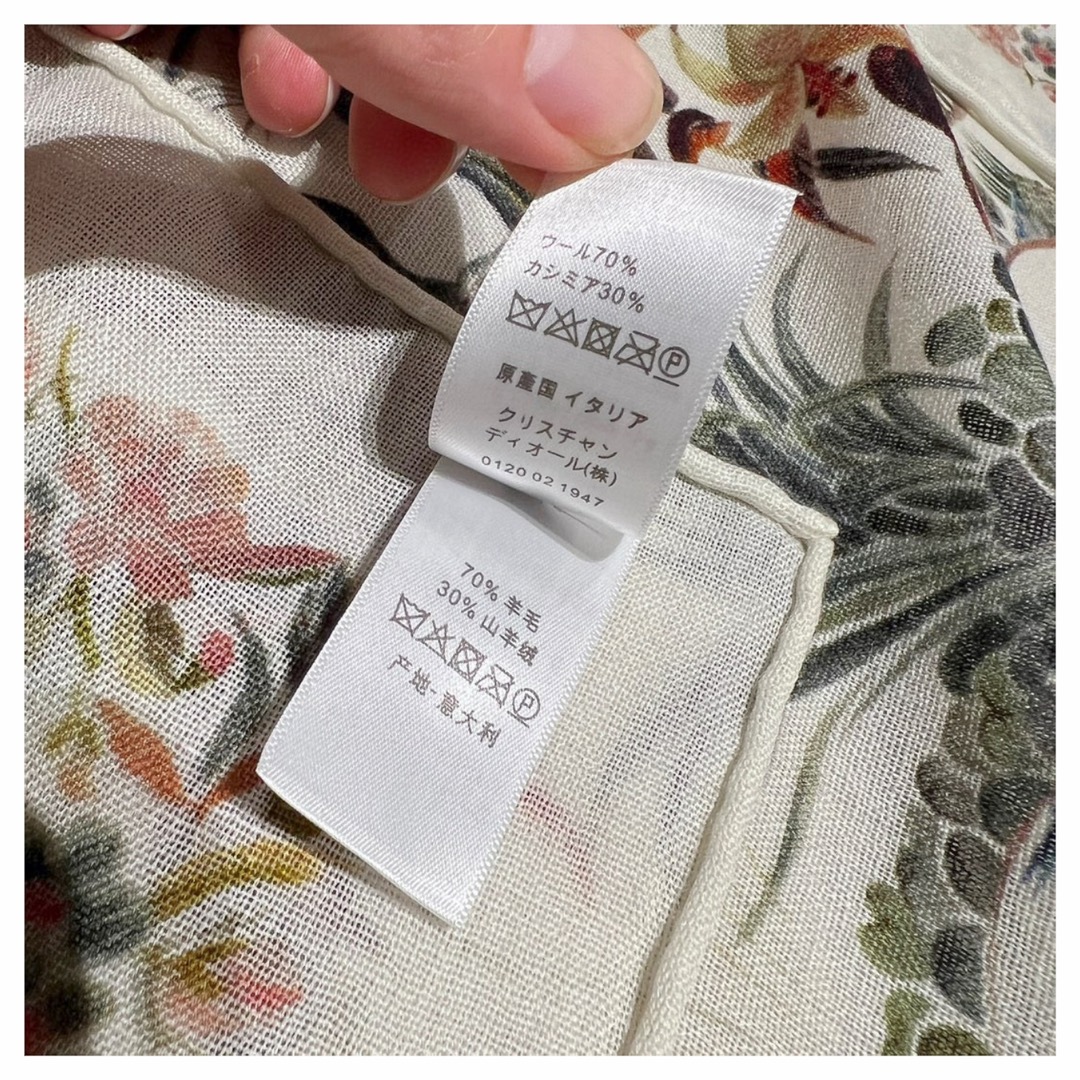 ウール70%
カシミア30%
P
原産国 イタリア
クリスチャン
ディオール(株)
0120 02 1947
70% 羊毛
30% 山羊绒
P
产地-意大利